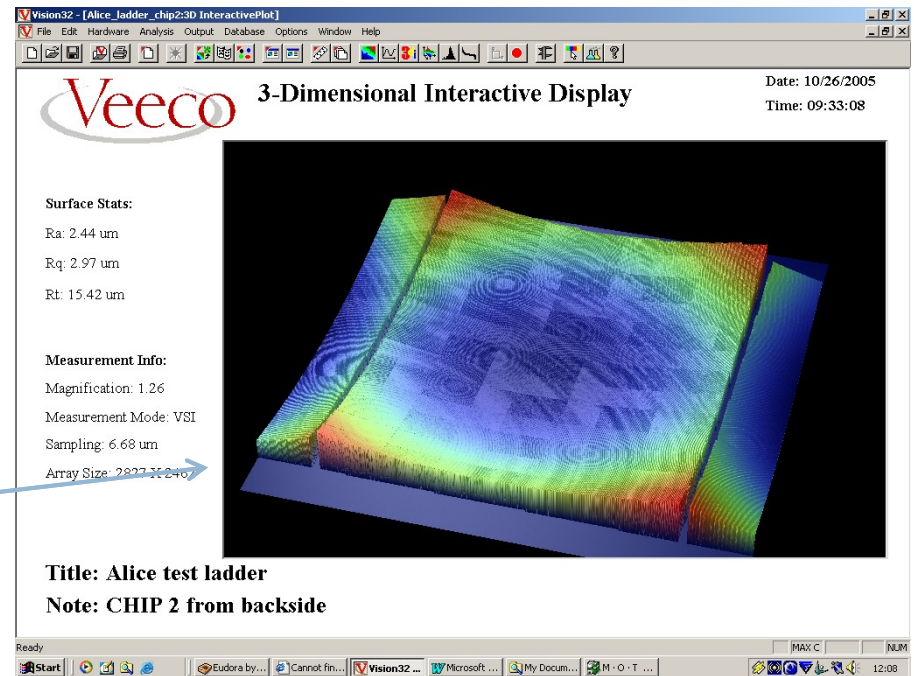 Vision32 - [Alice_ladder_chip2:3D InteractivePlot]
File Edit Hardware Analysis Output Database Options Window Help
Veeco
3-Dimensional Interactive Display
Date: 10/26/2005
Time: 09:33:08
Surface Stats:
Ra: 2.44 um
Rq: 2.97 um
Rt: 15.42 um
Measurement Info:
Magnification: 1.26
Measurement Mode: VSI
Sampling: 6.68 um
Array Size: 2827 X
Title: Alice test ladder
Note: CHIP 2 from backside
Ready
MAX C
NUM
Start
Eudora by...
Cannot fin...
Vision32 ...
Microsoft ...
My Docum...
M · O · T ...
12:08